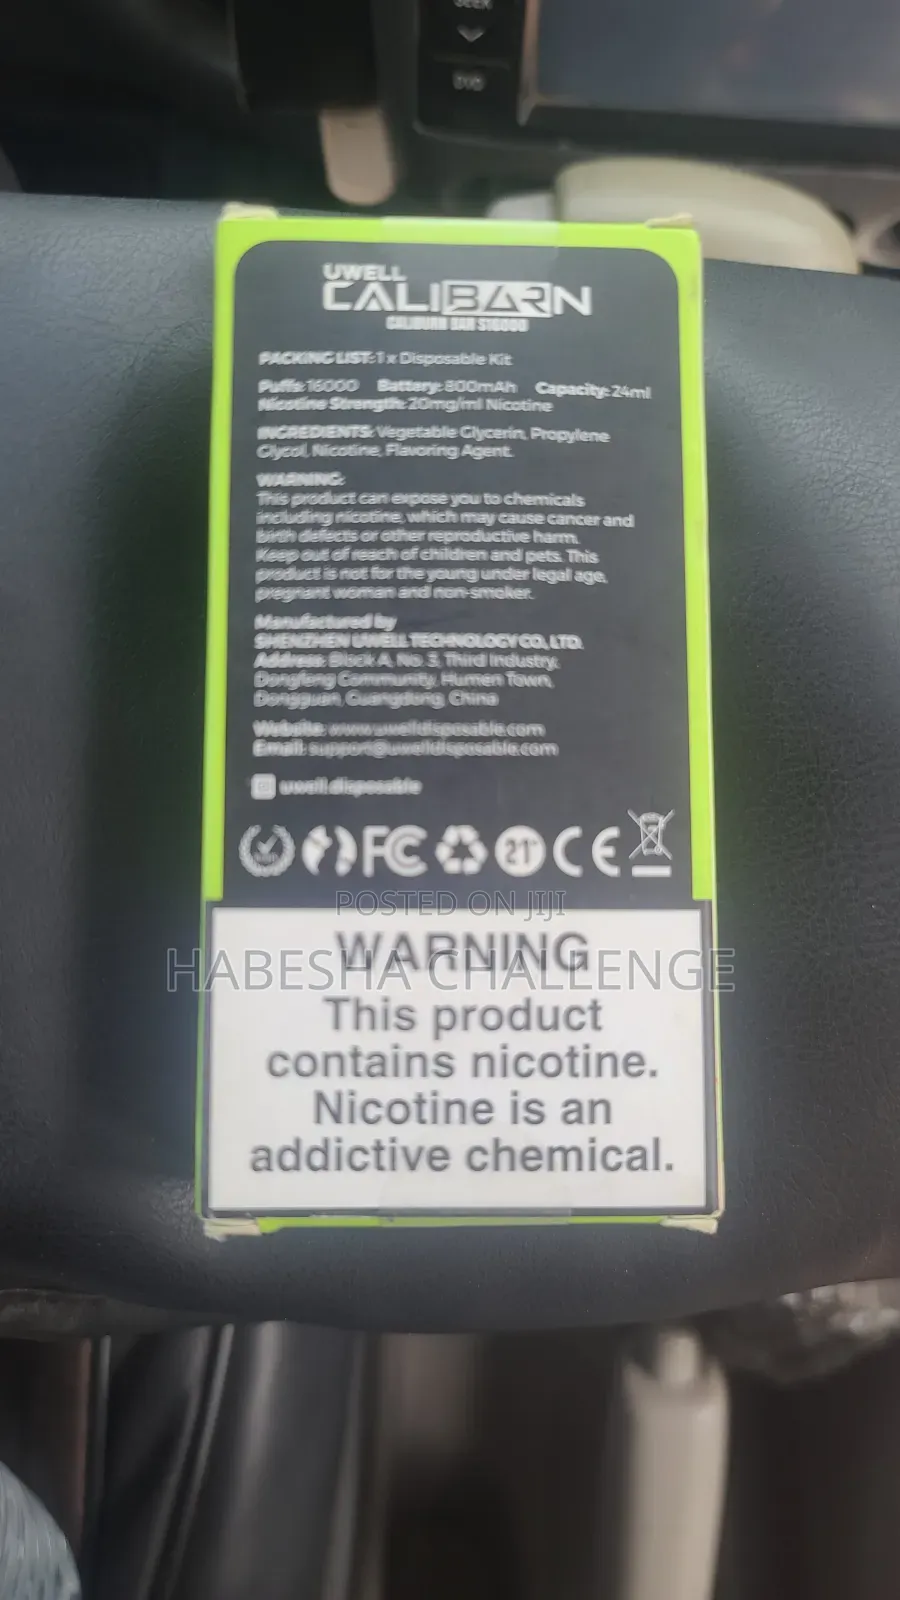 DVD
UWELL
CALIBARN
CALIBURN BAR S16000
PACKING LIST: 1 x Disposable Kit
Puffs: 16000 Battery: 800mAh Capacity: 24ml
Nicotine Strength: 20mg/ml Nicotine
INGREDIENTS: Vegetable Glycerin, Propylene
Glycol, Nicotine, Flavoring Agent.
WARNING:
This product can expose you to chemicals
including nicotine, which may cause cancer and
birth defects or other reproductive harm.
Keep out of reach of children and pets. This
product is not for the young under legal age,
pregnant woman and non-smoker.
Manufactured by
SHENZHEN UWELL TECHNOLOGY CO., LTD.
Address: Block A, No. 3, Third Industry,
Dongfeng Community, Humen Town,
Dongguan, Guangdong, China
Website: www.uwelldisposable.com
Email: support@uwelldisposable.com
uwell.disposable
FC 21+ CE
POSTED ON JIJI
HABESHA CHALLENGE
WARNING
This product
contains nicotine.
Nicotine is an
addictive chemical.